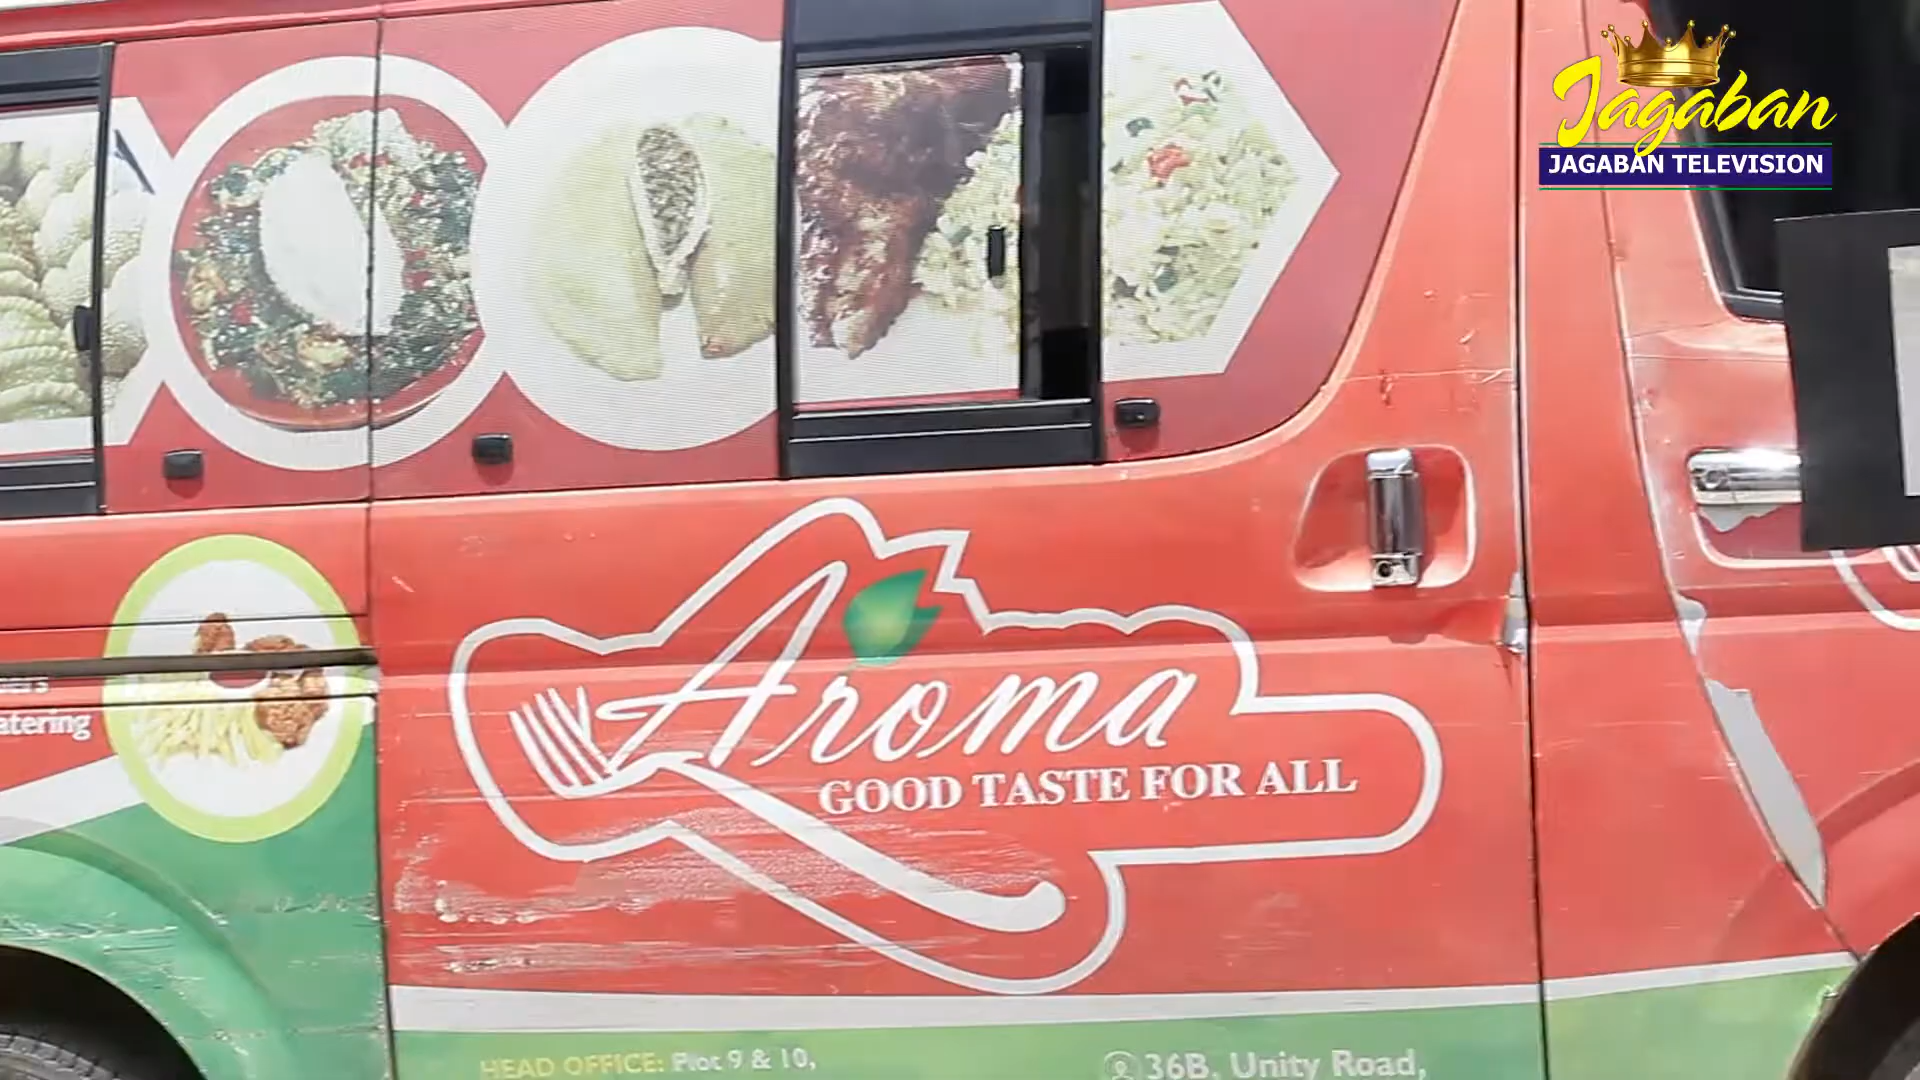 Jagaban
JAGABAN TELEVISION
Aroma
GOOD TASTE FOR ALL
atering
HEAD OFFICE: Plot 9 & 10,
36B, Unity Road,